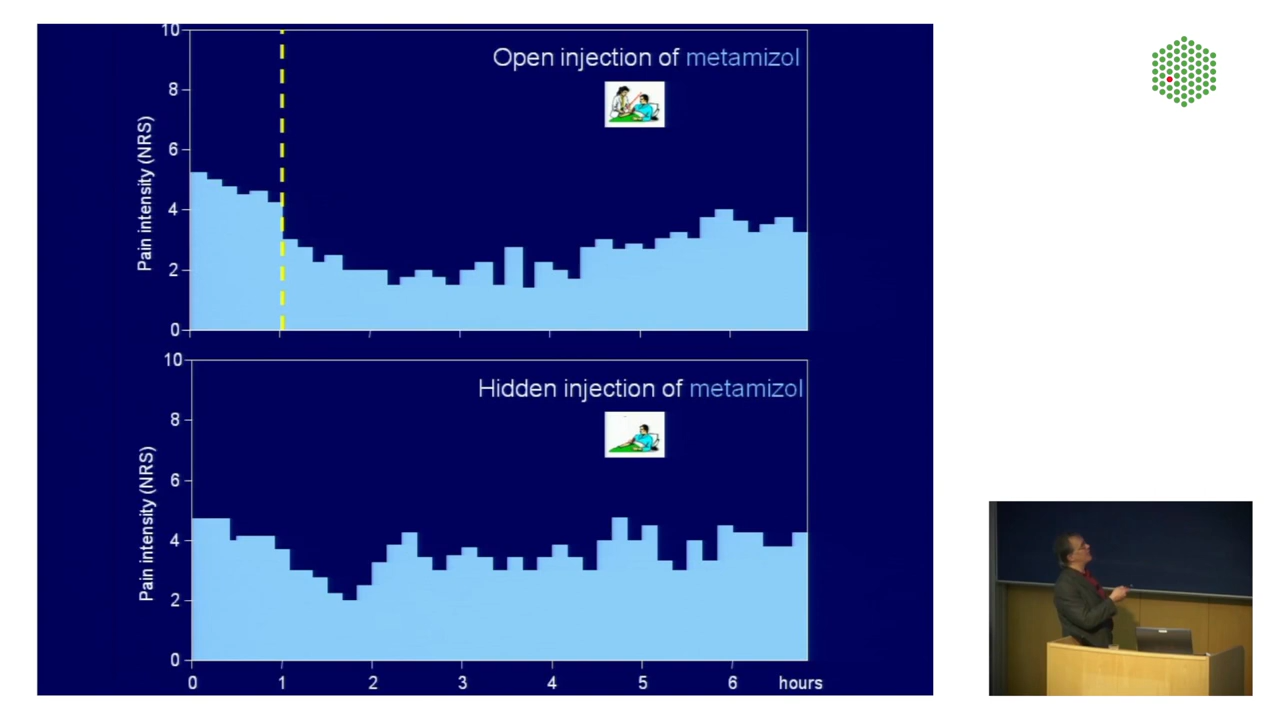 10
Open injection of metamizol
8
6
4
2
0
Pain intensity (NRS)
10
Hidden injection of metamizol
8
6
4
2
0
Pain intensity (NRS)
0 1 2 3 4 5 6 hours